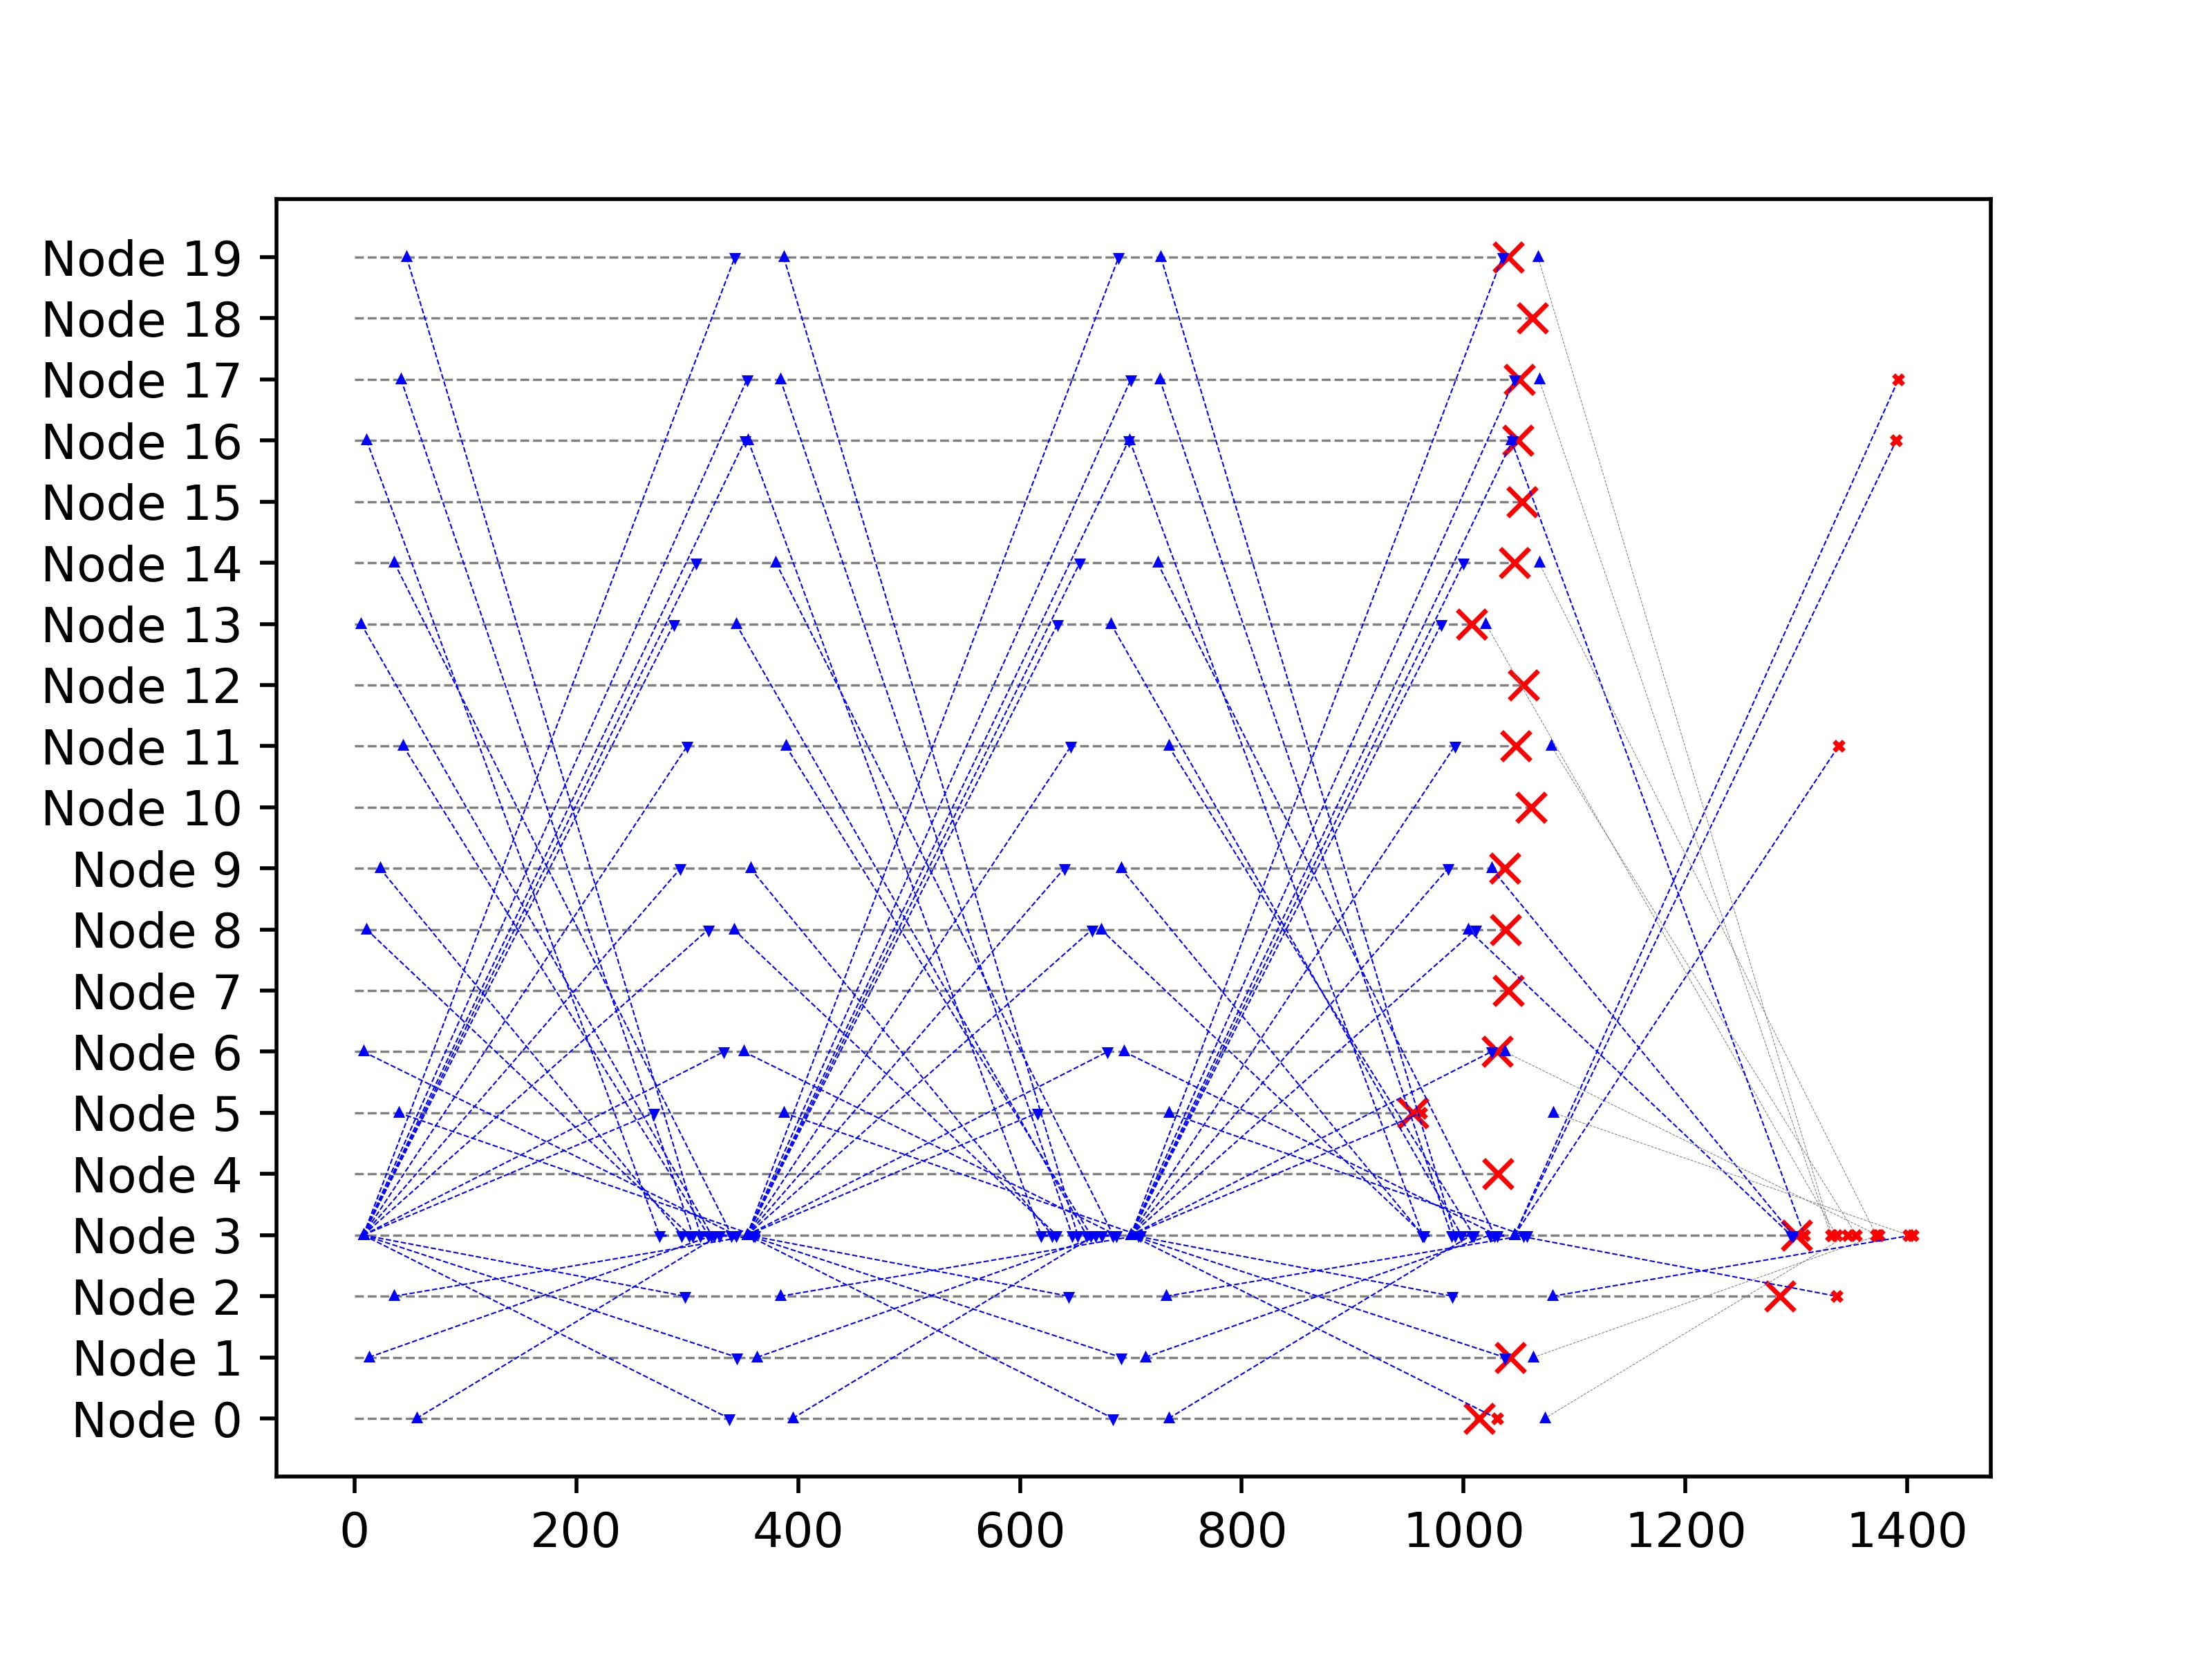 Node 19
Node 18
Node 17
Node 16
Node 15
Node 14
Node 13
Node 12
Node 11
Node 10
Node 9
Node 8
Node 7
Node 6
Node 5
Node 4
Node 3
Node 2
Node 1
Node 0
0 200 400 600 800 1000 1200 1400